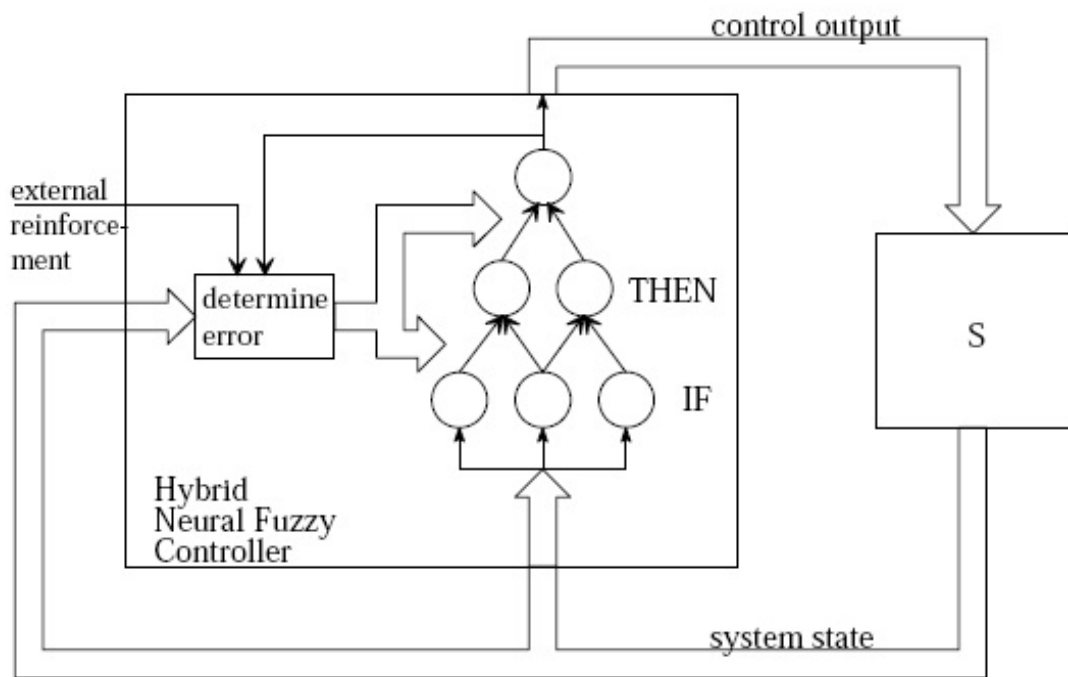 control output
external
reinforce-
ment
determine
error
THEN
S
IF
Hybrid
Neural Fuzzy
Controller
system state